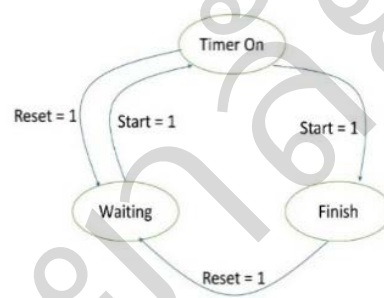 Timer On
Reset = 1
Start = 1
Start = 1
Waiting
Finish
Reset = 1